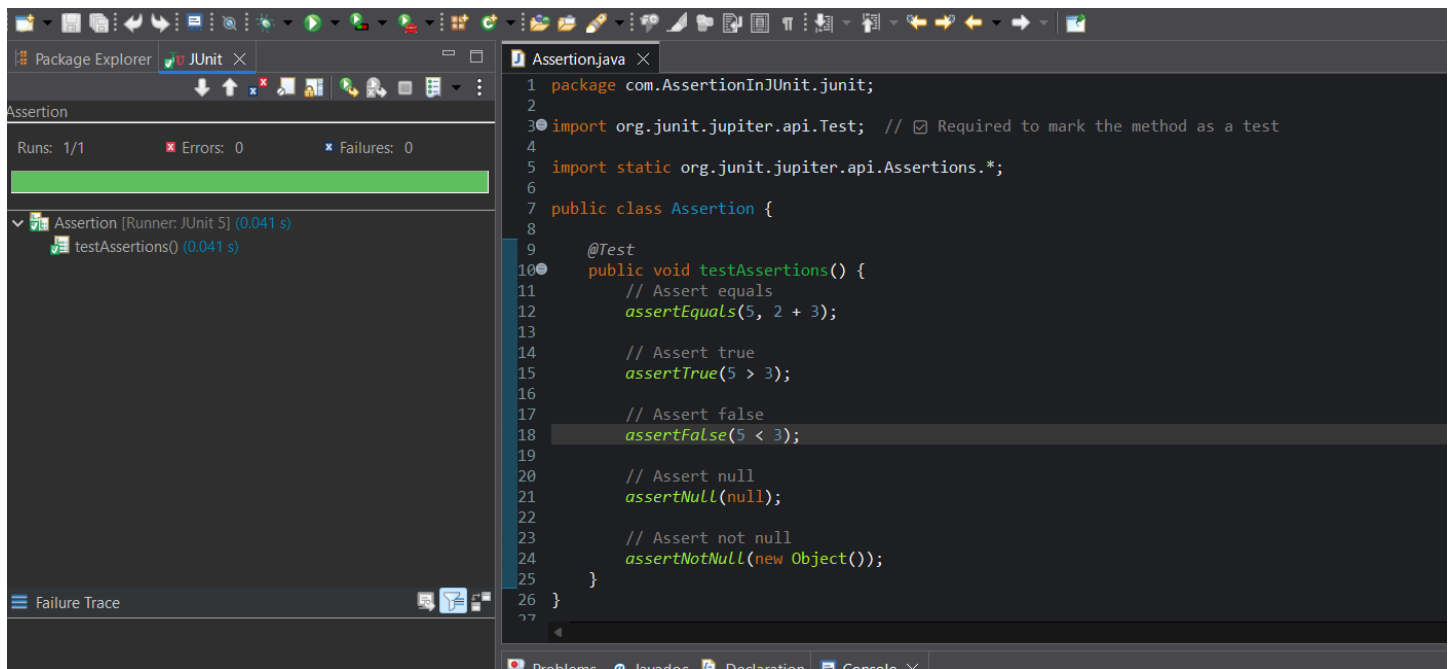 Package Explorer JUnit
Assertion
Runs: 1/1 Errors: 0 Failures: 0
Assertion [Runner: JUnit 5] (0.041 s)
testAssertions() (0.041 s)
Failure Trace
Assertion.java
1 package com.AssertionInJUnit.junit;
2
3 import org.junit.jupiter.api.Test; // ☑ Required to mark the method as a test
4
5 import static org.junit.jupiter.api.Assertions.*;
6
7 public class Assertion {
8
9 @Test
10 public void testAssertions() {
11 // Assert equals
12 assertEquals(5, 2 + 3);
13
14 // Assert true
15 assertTrue(5 > 3);
16
17 // Assert false
18 assertFalse(5 < 3);
19
20 // Assert null
21 assertNull(null);
22
23 // Assert not null
24 assertNotNull(new Object());
25 }
26 }
27
Problems Javadoc Declaration Console